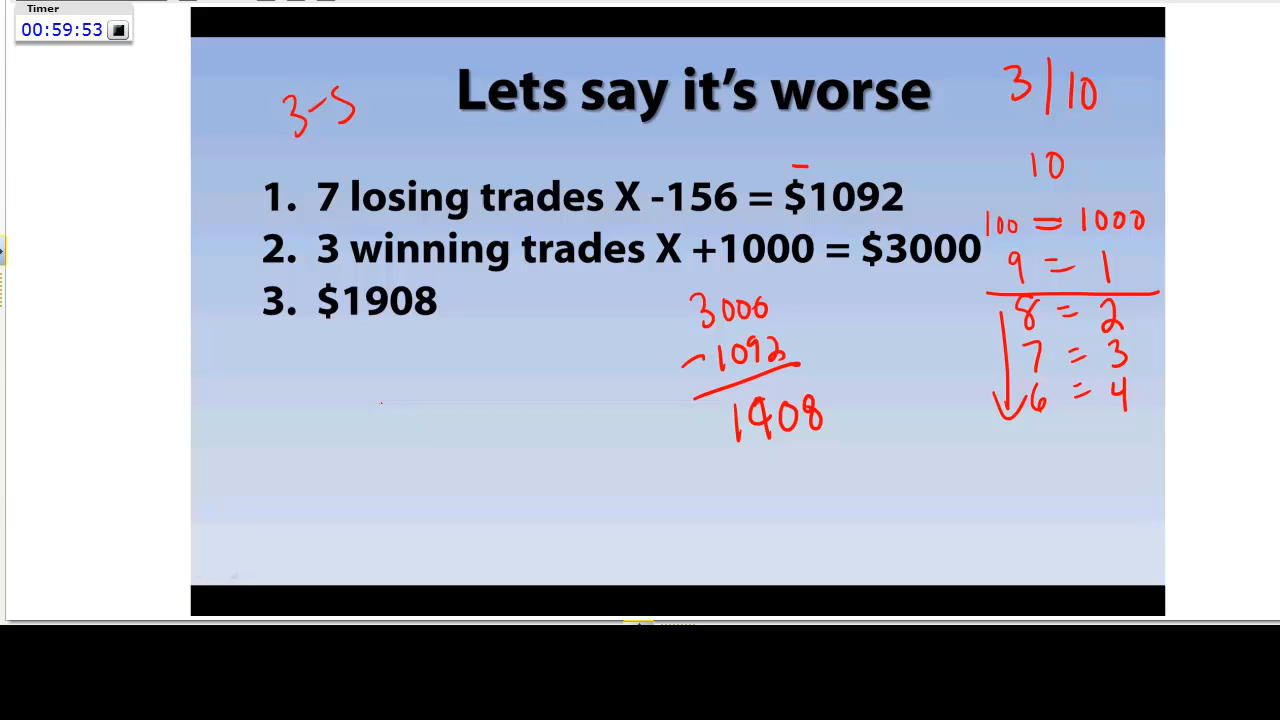 Timer
00:59:53
Lets say it's worse
3-5
3/10
10
1. 7 losing trades X -156 = $1092
-
2. 3 winning trades X +1000 = $3000
3. $1908
3000
-1092
1908
100 = 1000
9 = 1
8 = 2
7 = 3
6 = 4